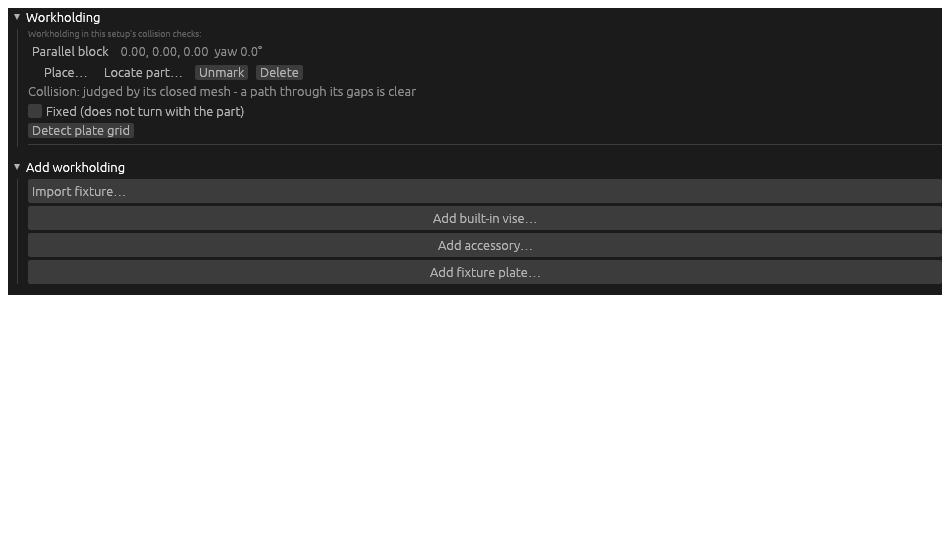 Workholding
Workholding in this setup's collision checks:
Parallel block 0.00, 0.00, 0.00 yaw 0.0°
Place… Locate part… Unmark Delete
Collision: judged by its closed mesh - a path through its gaps is clear
Fixed (does not turn with the part)
Detect plate grid
Add workholding
Import fixture…
Add built-in vise…
Add accessory…
Add fixture plate…